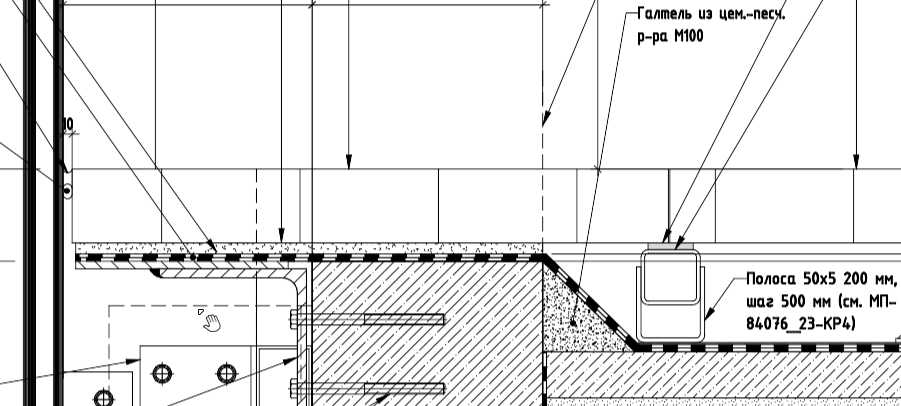 Галтель из цем.-песч.
р-ра М100
10
Полоса 50х5 200 мм,
шаг 500 мм (см. МП-
84076_23-КР4)